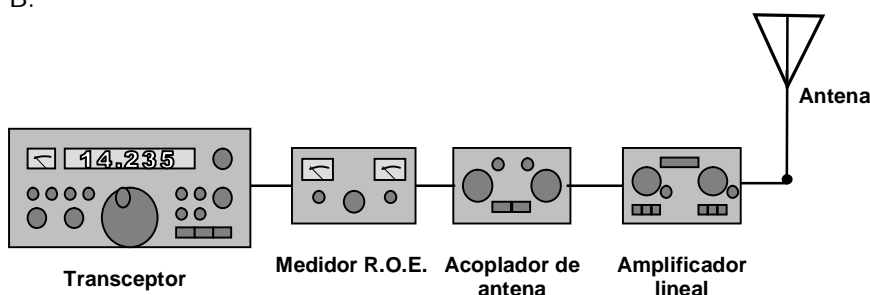 B.
Antena
14.235
Transceptor
Medidor R.O.E.
Acoplador de
antena
Amplificador
lineal